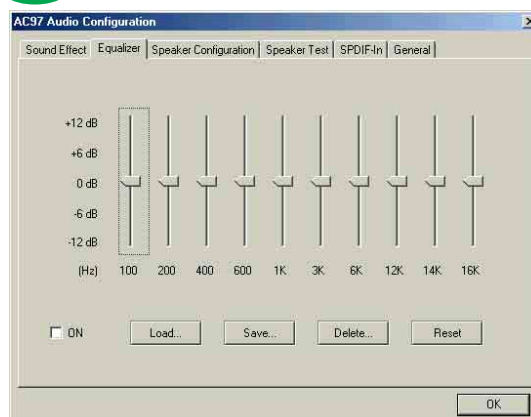 AC97 Audio Configuration
Sound Effect Equalizer Speaker Configuration Speaker Test SPDIF-In General
+12 dB
+6 dB
0 dB
-6 dB
-12 dB
(Hz) 100 200 400 600 1K 3K 6K 12K 14K 16K
ON Load... Save... Delete... Reset
OK